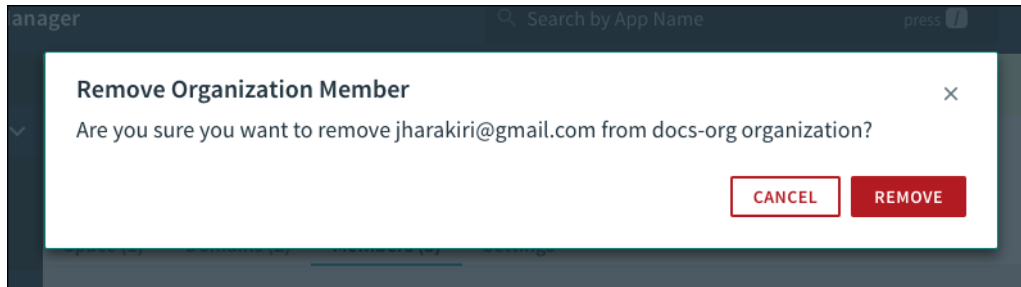 anager
Search by App Name
press /
Remove Organization Member
×
Are you sure you want to remove jharakiri@gmail.com from docs-org organization?
CANCEL
REMOVE